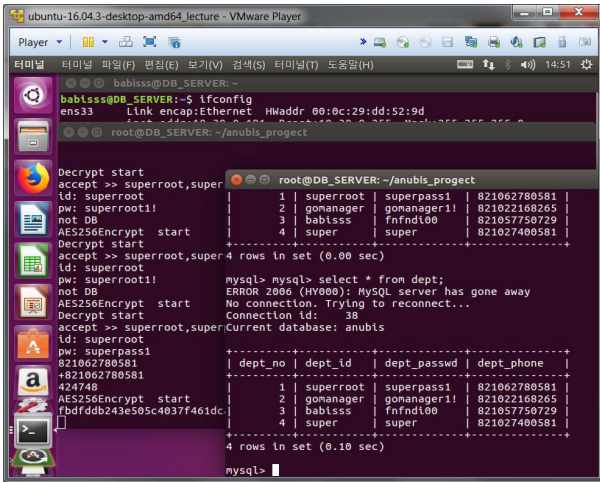 ubuntu-16.04.3-desktop-amd64_lecture - VMware Player
Player
터미널 터미널 파일(F) 편집(E) 보기(V) 검색(S) 터미널(T) 도움말(H) 14:51
babisss@DB_SERVER: ~
babisss@DB_SERVER:~$ ifconfig
ens33 Link encap:Ethernet HWaddr 00:0c:29:dd:52:9d
root@DB_SERVER: ~/anubis_progect
Decrypt start
accept >> superroot,super
id: superroot
pw: superroot1!
not DB
AES256Encrypt start
Decrypt start
accept >> superroot,super
id: superroot
pw: superroot1!
not DB
AES256Encrypt start
Decrypt start
accept >> superroot,super
id: superroot
pw: superpass1
821062780581
+821062780581
424748
AES256Encrypt start
fbdfddb243e505c4037f461dc
root@DB_SERVER: ~/anubis_progect
| 1 | superroot | superpass1 | 821062780581 |
| 2 | gomanager | gomanager1! | 821022168265 |
| 3 | babisss | fnfndi00 | 821057750729 |
| 4 | super | super | 821027400581 |
+---------+-----------+-------------+--------------+
4 rows in set (0.00 sec)
mysql> mysql> select * from dept;
ERROR 2006 (HY000): MySQL server has gone away
No connection. Trying to reconnect...
Connection id: 38
Current database: anubis
+---------+-----------+-------------+--------------+
| dept_no | dept_id | dept_passwd | dept_phone |
+---------+-----------+-------------+--------------+
| 1 | superroot | superpass1 | 821062780581 |
| 2 | gomanager | gomanager1! | 821022168265 |
| 3 | babisss | fnfndi00 | 821057750729 |
| 4 | super | super | 821027400581 |
+---------+-----------+-------------+--------------+
4 rows in set (0.10 sec)
mysql>